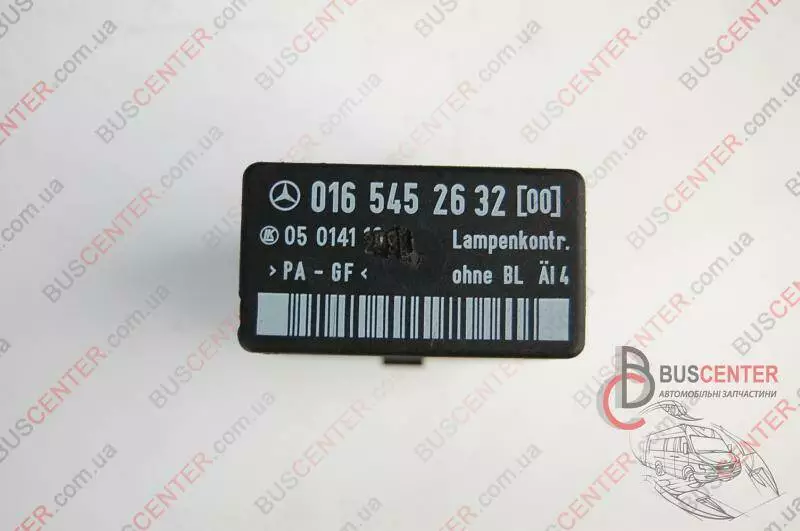 016 545 26 32 [00]
05 0141 Lampenkontr.
>PA-GF< ohne BL ÄI 4
BUSCENTER
АВТОМОБІЛЬНІ ЗАПЧАСТИНИ
BUSCENTER.com.ua